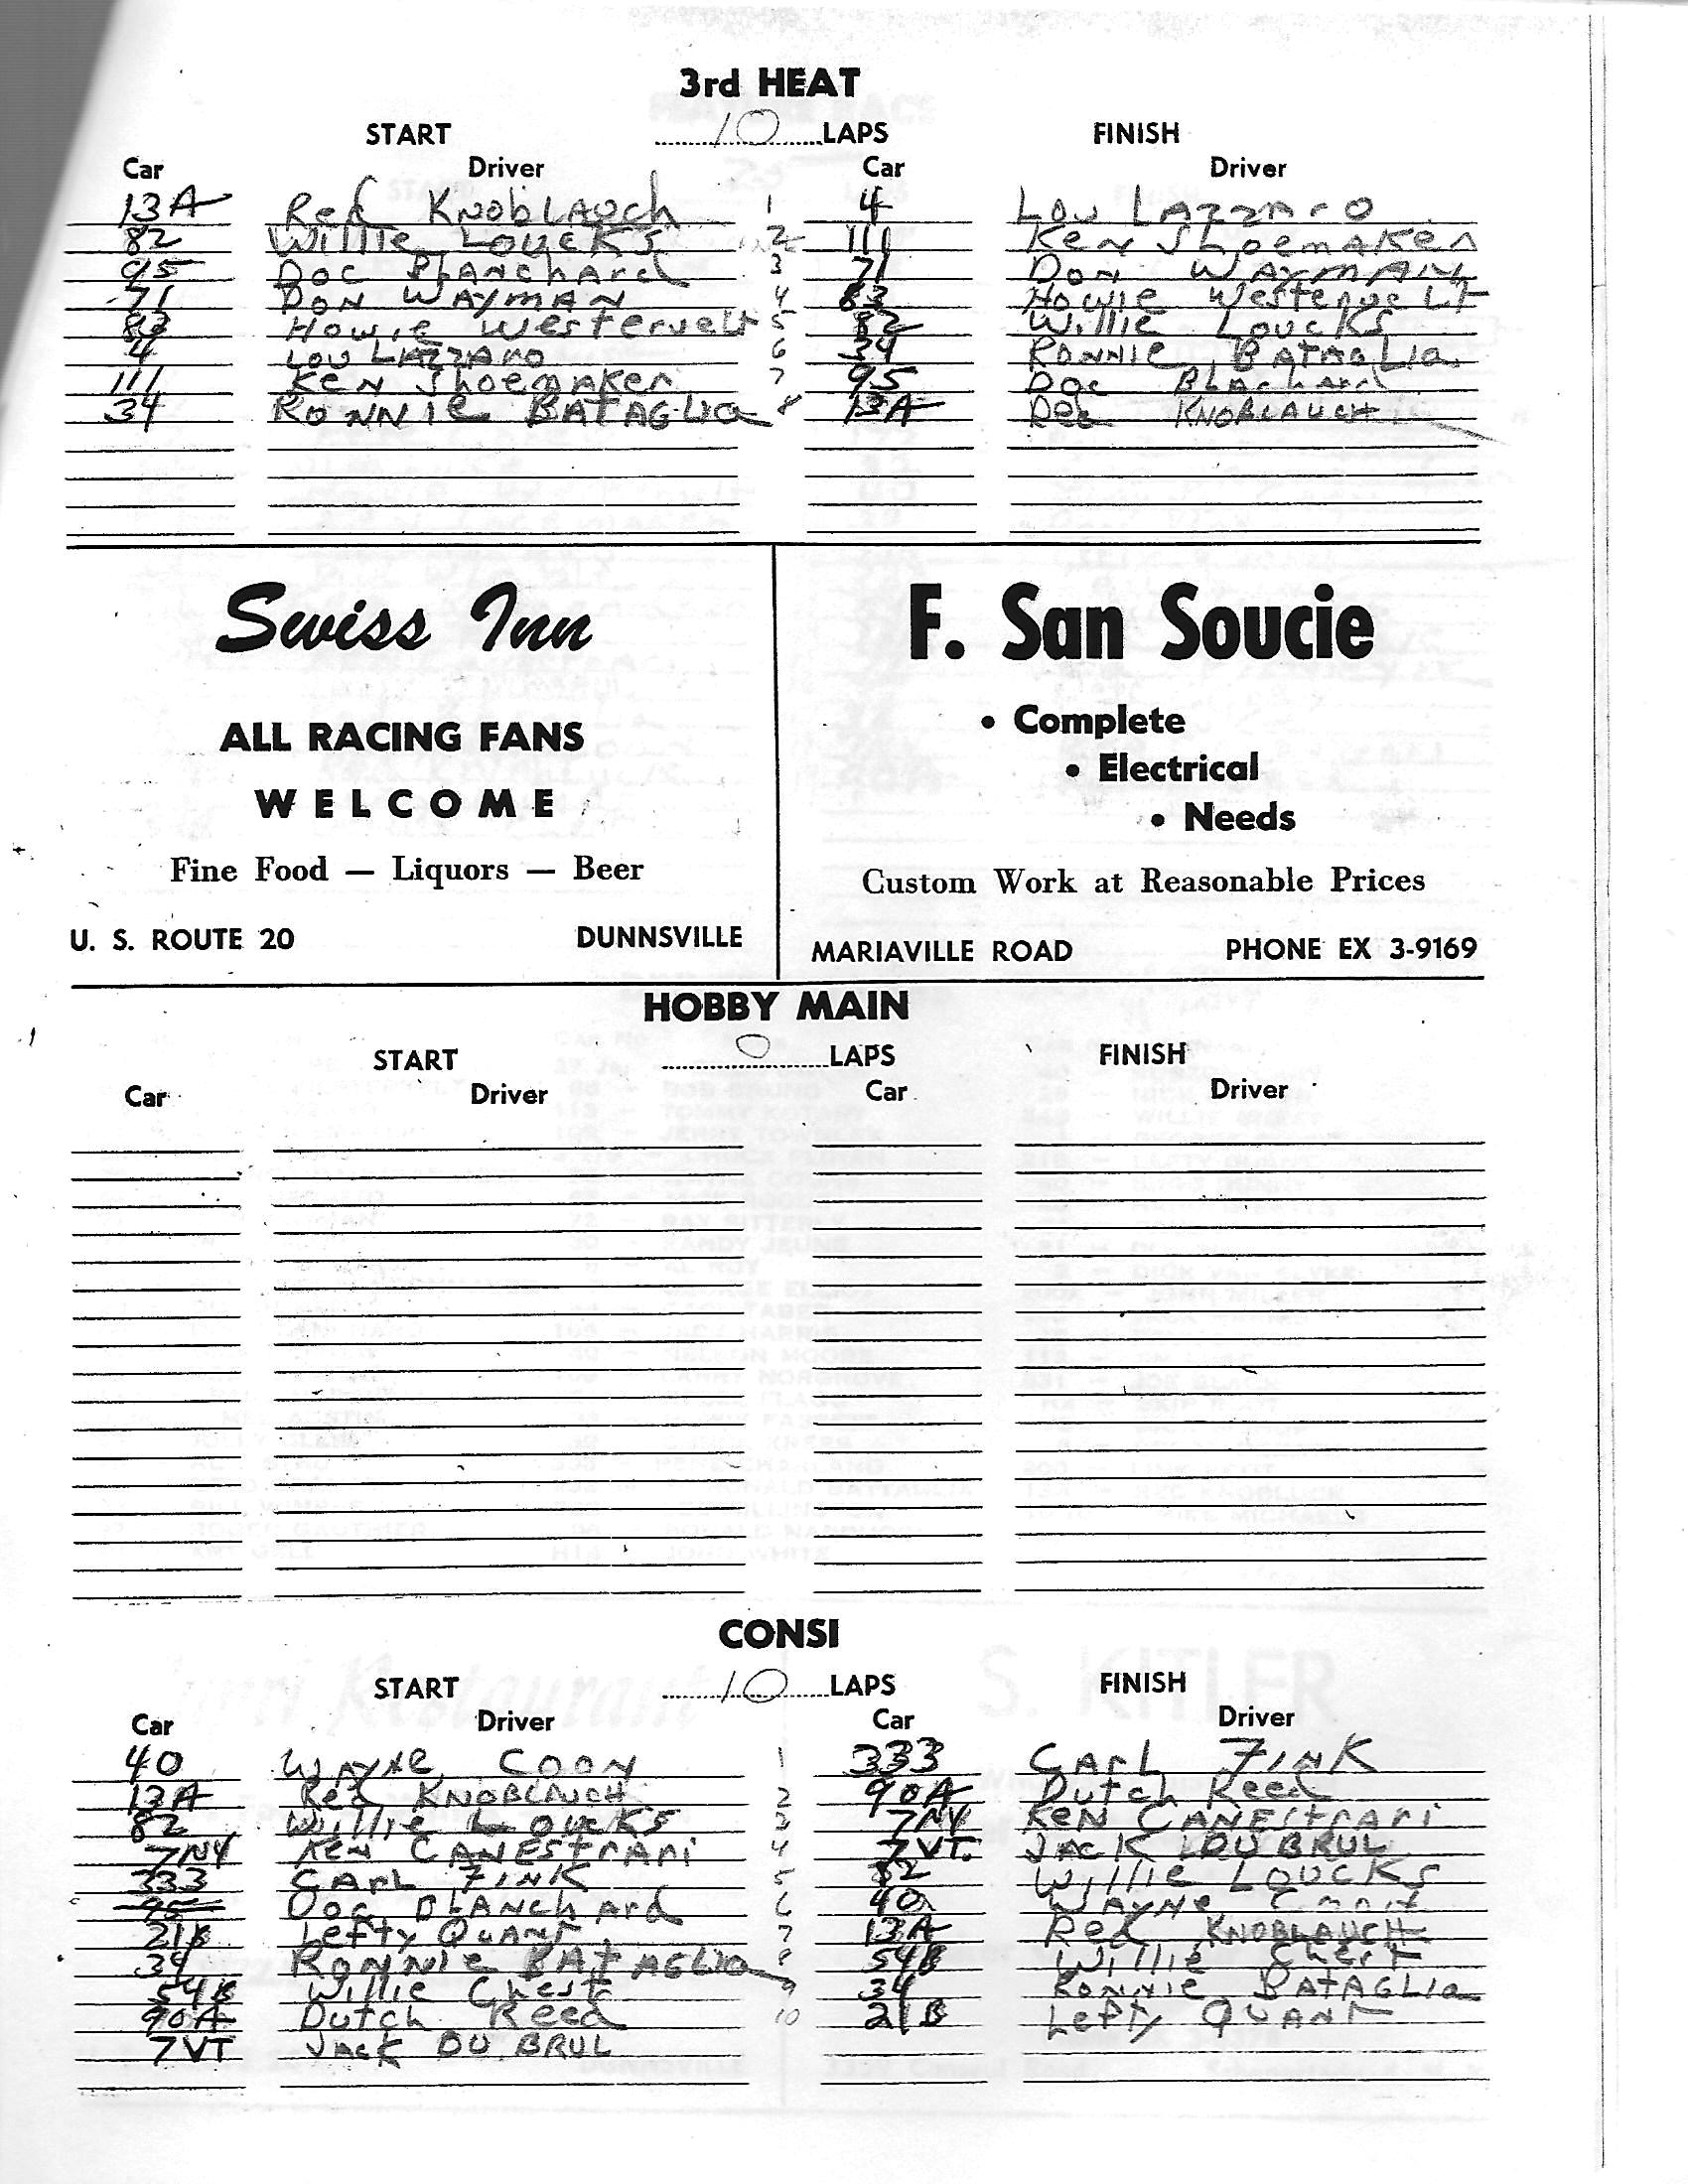 3rd HEAT
START 10 LAPS FINISH
Car Driver Car Driver
13A Red Knoblauch 1 4 Lou Lazzaro
82 Willie Loucks 2 111 Ken Shoemaker
95 Doc Blanchard 3 71 Don Wayman
71 Don Wayman 4 83 Howie Westervelt
83 Howie Westervelt 5 82 Willie Loucks
4 Lou Lazzaro 6 34 Ronnie Bataglia
111 Ken Shoemaker 7 95 Doc Blachard
34 Ronnie Bataglia 8 13A Red Knoblauch
Swiss Inn
ALL RACING FANS
WELCOME
Fine Food — Liquors — Beer
U. S. ROUTE 20 DUNNSVILLE
F. San Soucie
• Complete
• Electrical
• Needs
Custom Work at Reasonable Prices
MARIAVILLE ROAD PHONE EX 3-9169
HOBBY MAIN
START 0 LAPS FINISH
Car Driver Car Driver
CONSI
START 10 LAPS FINISH
Car Driver Car Driver
40 Wayne Coon 1 333 Carl Fink
13A Red Knoblauch 2 90A Dutch Reed
82 Willie Loucks 3 7NY Ken Canestrari
7NY Ken Canestrari 4 7VT. Jack DuBrul
333 Carl Fink 5 82 Willie Loucks
95 Doc Blanchard 6 40 Wayne
21B Lefty Quant 7 13A Red Knoblauch
34 Ronnie Bataglia 8 54B Willie Chest
54B Willie Chest 9 34 Ronnie Bataglia
90A Dutch Reed 10 21B Lefty Quant
7VT Jack DuBrul